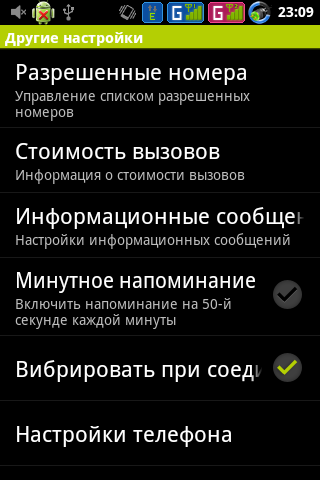 23:09
Другие настройки
Разрешенные номера
Управление списком разрешенных
номеров
Стоимость вызовов
Информация о стоимости вызовов
Информационные сообщен
Настройки информационных сообщений
Минутное напоминание
Включить напоминание на 50-й
секунде каждой минуты
Вибрировать при соеди
Настройки телефона